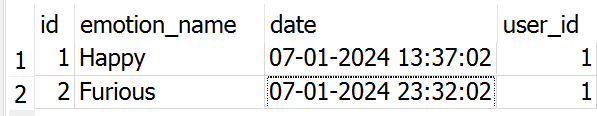 id emotion_name date user_id
1 1 Happy 07-01-2024 13:37:02 1
2 2 Furious 07-01-2024 23:32:02 1